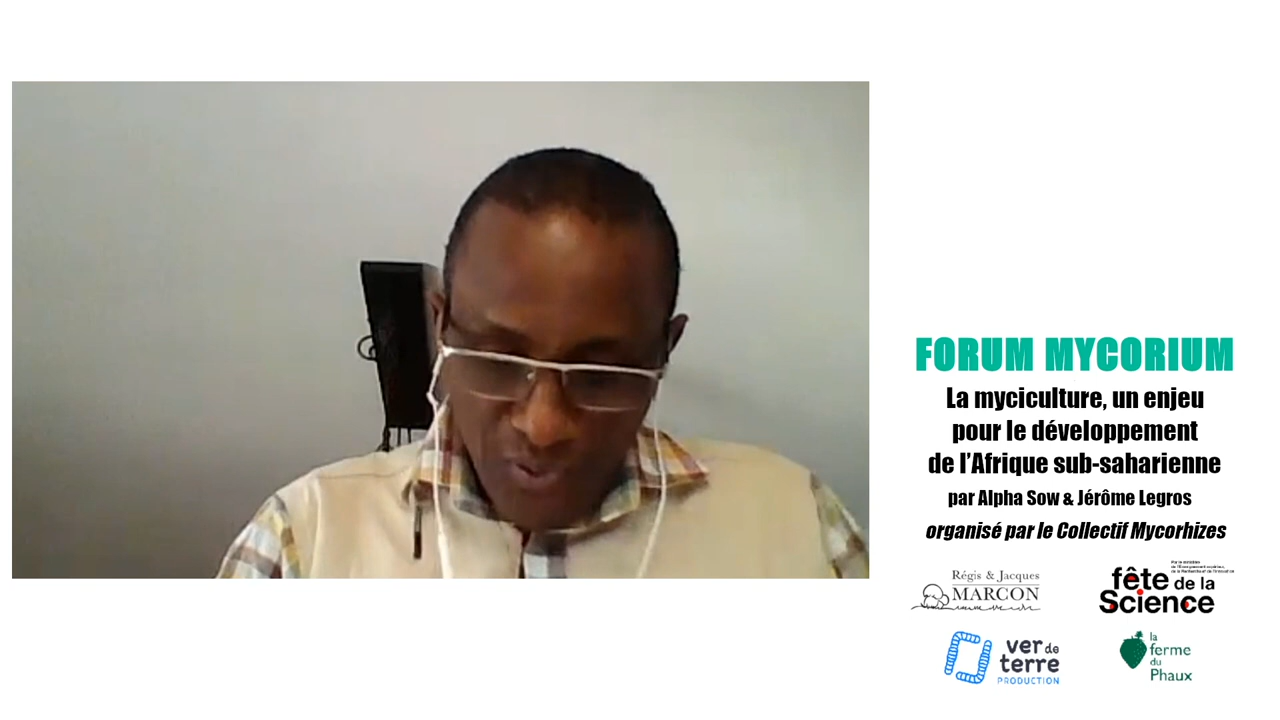 FORUM MYCORIUM
La myciculture, un enjeu
pour le développement
de l'Afrique sub-saharienne
par Alpha Sow & Jérôme Legros
organisé par le Collectif Mycorhizes
Régis & Jacques
MARCON
fête de la
Science
ver de
terre
PRODUCTION
la
ferme
du
Phaux